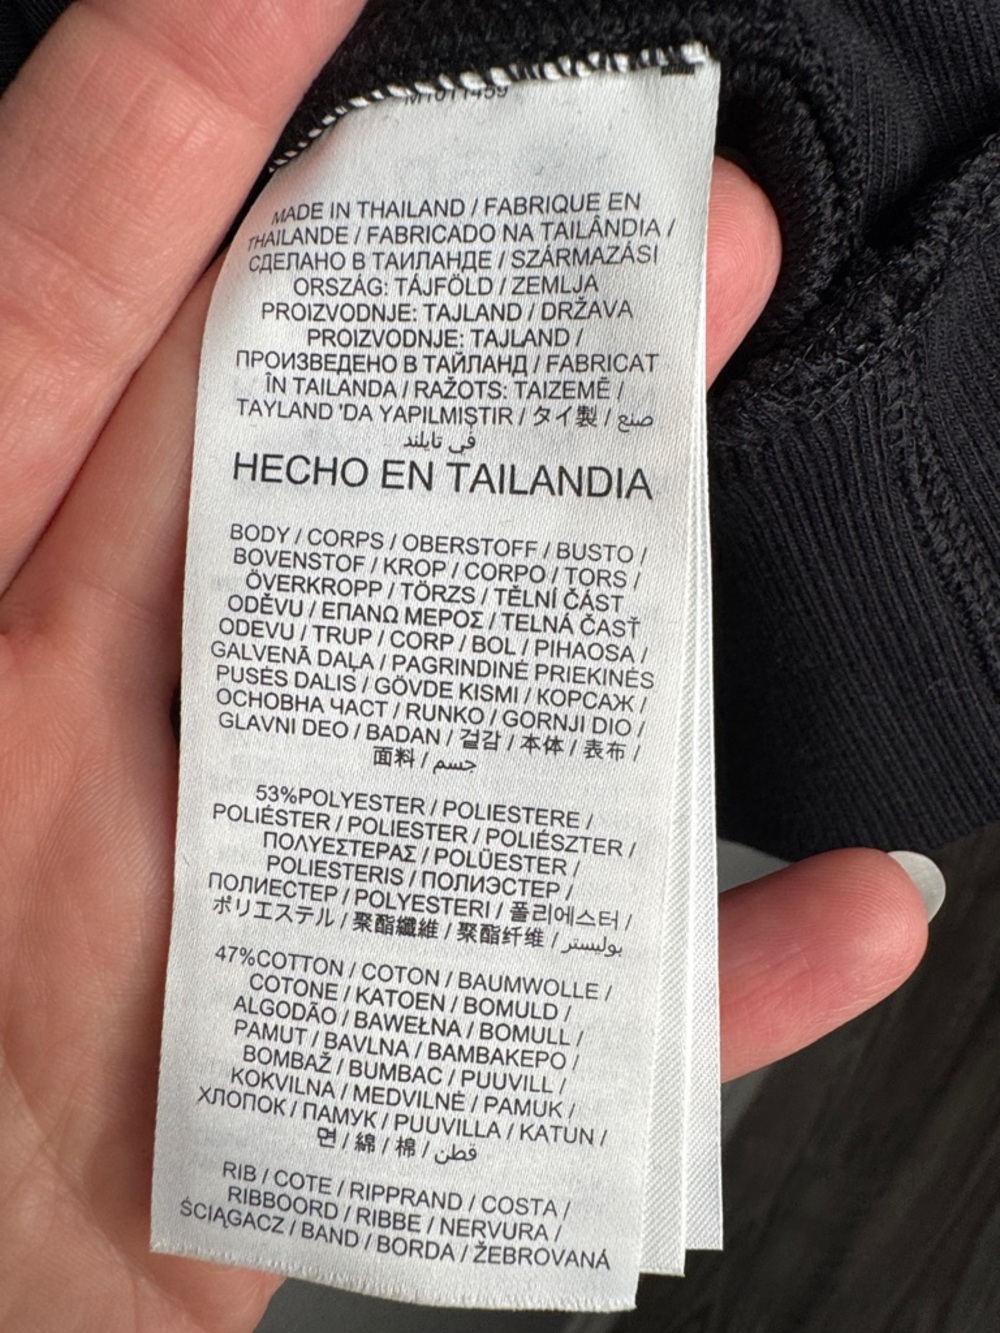 M1011459
MADE IN THAILAND / FABRIQUE EN
THAILANDE / FABRICADO NA TAILÂNDIA /
СДЕЛАНО В ТАИЛАНДЕ / SZÁRMAZÁSI
ORSZÁG: TÁJFÖLD / ZEMLJA
PROIZVODNJE: TAJLAND / DRŽAVA
PROIZVODNJE: TAJLAND /
ПРОИЗВЕДЕНО В ТАЙЛАНД / FABRICAT
ÎN TAILANDA / RAŽOTS: TAIZEMĒ /
TAYLAND 'DA YAPILMIŞTIR / タイ製 / صنع
في تايلند
HECHO EN TAILANDIA
BODY / CORPS / OBERSTOFF / BUSTO /
BOVENSTOF / KROP / CORPO / TORS /
ÖVERKROPP / TÖRZS / TĚLNÍ ČÁST
ODĚVU / ΕΠΑΝΩ ΜΕΡΟΣ / TELNÁ ČASŤ
ODEVU / TRUP / CORP / BOL / PIHAOSA /
GALVENĀ DAĻA / PAGRINDINĖ PRIEKINĖS
PUSĖS DALIS / GÖVDE KISMI / КОРСАЖ /
ОСНОВНА ЧАСТ / RUNKO / GORNJI DIO /
GLAVNI DEO / BADAN / 겉감 / 本体 / 表布 /
面料 / جسم
53%POLYESTER / POLIESTERE /
POLIÉSTER / POLIESTER / POLIÉSZTER /
ΠΟΛΥΕΣΤΕΡΑΣ / POLÜESTER /
POLIESTERIS / ПОЛИЭСТЕР /
ПОЛИЕСТЕР / POLYESTERI / 폴리에스터 /
ポリエステル / 聚酯纖維 / 聚酯纤维 / بوليستر
47%COTTON / COTON / BAUMWOLLE /
COTONE / KATOEN / BOMULD /
ALGODÃO / BAWEŁNA / BOMULL /
PAMUT / BAVLNA / ΒΑΜΒΑΚΕΡΟ /
BOMBAŽ / BUMBAC / PUUVILL /
KOKVILNA / MEDVILNĖ / PAMUK /
ХЛОПОК / ПАМУК / PUUVILLA / KATUN /
면 / 綿 / 棉 / قطن
RIB / COTE / RIPPRAND / COSTA /
RIBBOORD / RIBBE / NERVURA /
ŚCIĄGACZ / BAND / BORDA / ŽEBROVANÁ